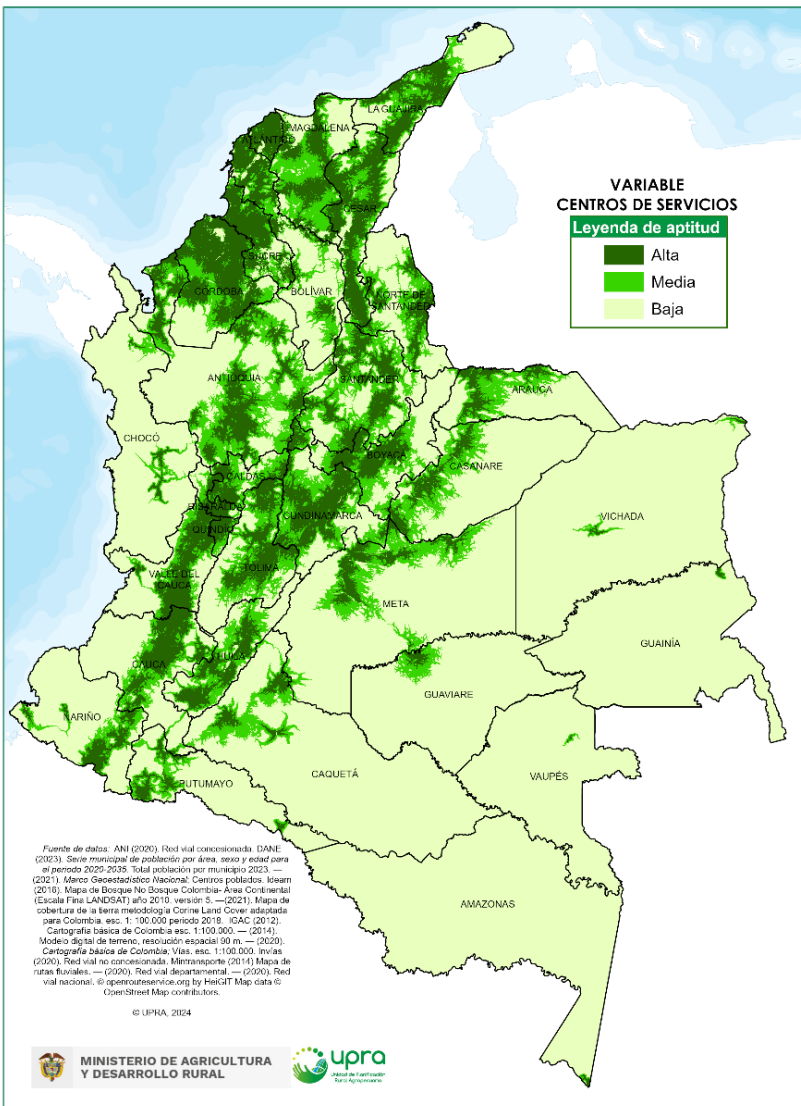 LA GUAJIRA
MAGDALENA
ATLÁNTICO
CESAR
SUCRE
CÓRDOBA
BOLÍVAR
NORTE DE
SANTANDER
ANTIOQUIA
SANTANDER
ARAUCA
CHOCÓ
BOYACÁ
CASANARE
CALDAS
RISARALDA
CUNDINAMARCA
QUINDÍO
VICHADA
TOLIMA
VALLE DEL
CAUCA
META
GUAINÍA
CAUCA
HUILA
GUAVIARE
NARIÑO
CAQUETÁ
VAUPÉS
PUTUMAYO
AMAZONAS
VARIABLE
CENTROS DE SERVICIOS
Leyenda de aptitud
Alta
Media
Baja
Fuente de datos: ANI (2020). Red vial concesionada. DANE
(2023). Serie municipal de población por área, sexo y edad para
el periodo 2020-2035. Total población por municipio 2023. —
(2021). Marco Geoestadístico Nacional: Centros poblados. Ideam
(2016). Mapa de Bosque No Bosque Colombia- Área Continental
(Escala Fina LANDSAT) año 2010, versión 5. —(2021). Mapa de
cobertura de la tierra metodología Corine Land Cover adaptada
para Colombia. esc. 1: 100.000 periodo 2018. IGAC (2012).
Cartografía básica de Colombia esc. 1:100.000. — (2014).
Modelo digital de terreno, resolución espacial 90 m. — (2020).
Cartografía básica de Colombia; Vías. esc. 1:100.000. Invías
(2020). Red vial no concesionada. Mintransporte (2014) Mapa de
rutas fluviales. — (2020). Red vial departamental. — (2020). Red
vial nacional. © openrouteservice.org by HeiGIT Map data ©
OpenStreet Map contributors.
© UPRA, 2024
MINISTERIO DE AGRICULTURA
Y DESARROLLO RURAL
upra
Unidad de Planificación
Rural Agropecuaria